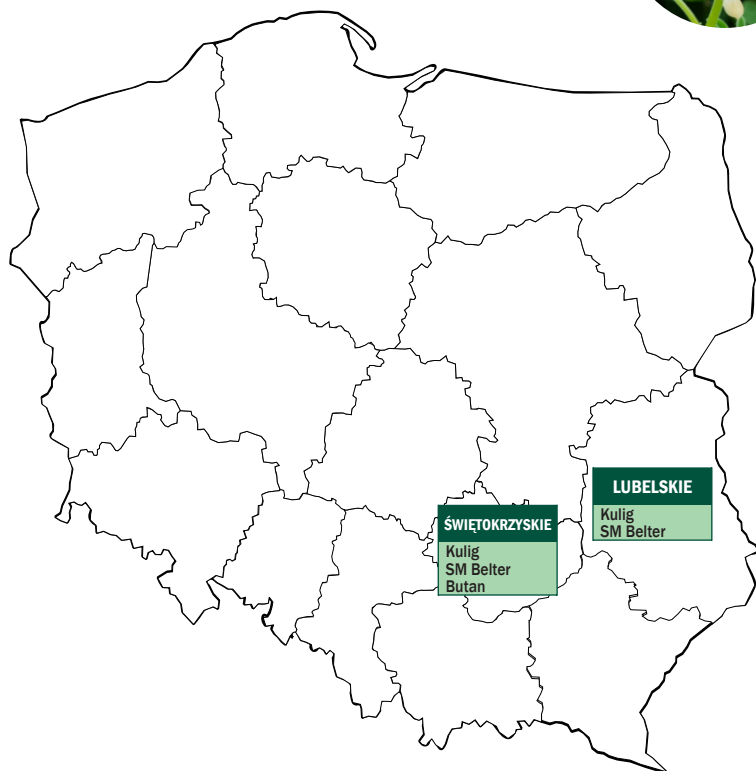 LUBELSKIE
Kulig
SM Belter
ŚWIĘTOKRZYSKIE
Kulig
SM Belter
Butan